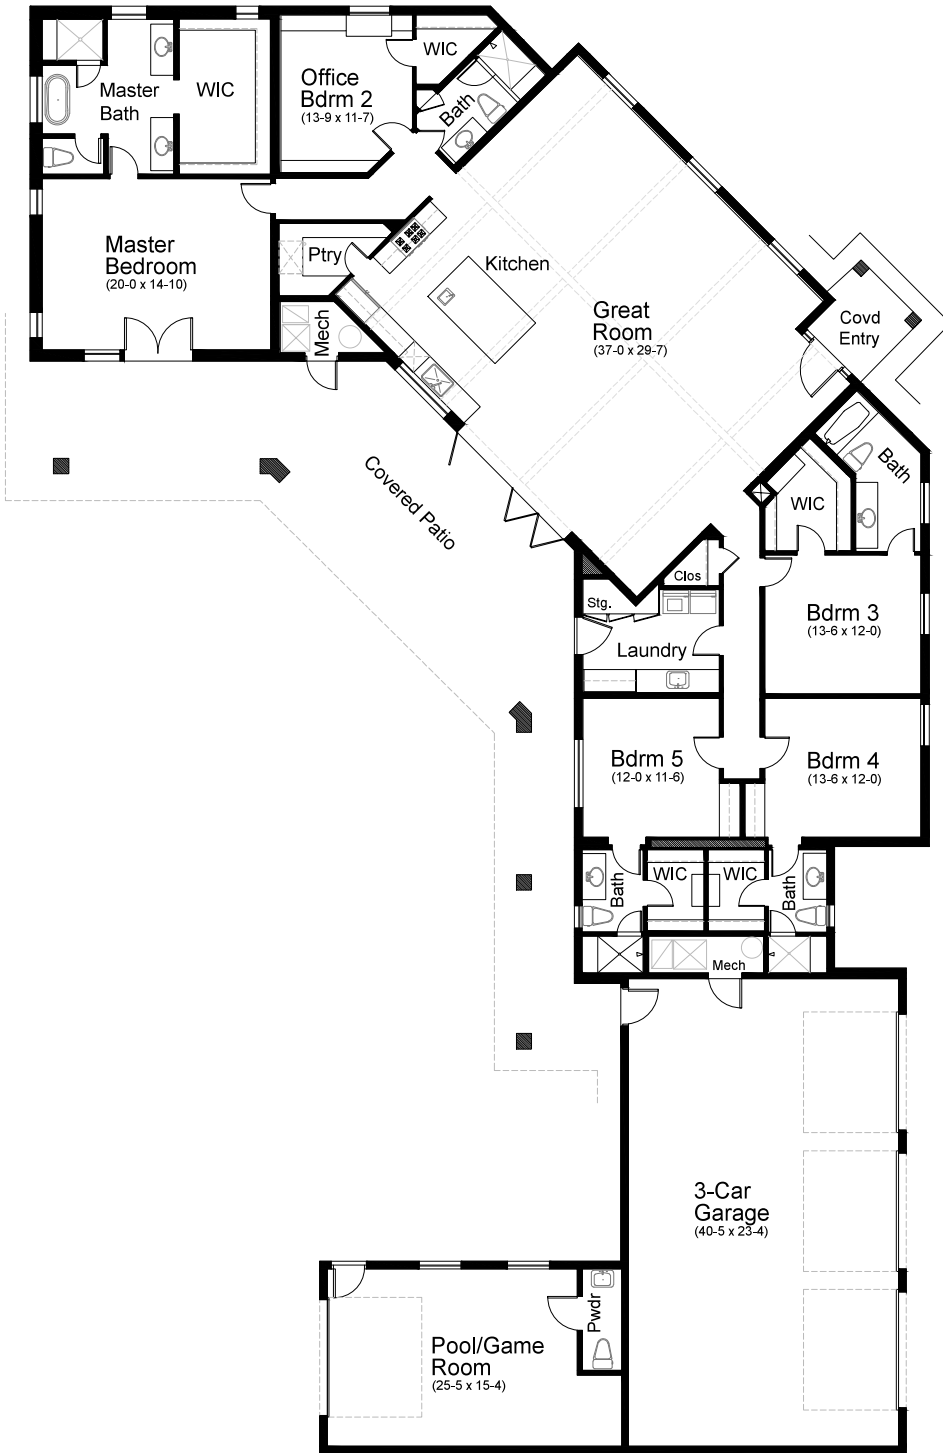 Master
Bath
WIC
Office
Bdrm 2
(13-9 x 11-7)
WIC
Bath
Master
Bedroom
(20-0 x 14-10)
Ptry
Mech
Kitchen
Great
Room
(37-0 x 29-7)
Covd
Entry
Covered Patio
Bath
WIC
Clos
Stg.
Laundry
Bdrm 3
(13-6 x 12-0)
Bdrm 5
(12-0 x 11-6)
Bdrm 4
(13-6 x 12-0)
Bath
WIC
WIC
Bath
Mech
3-Car
Garage
(40-5 x 23-4)
Pwdr
Pool/Game
Room
(25-5 x 15-4)